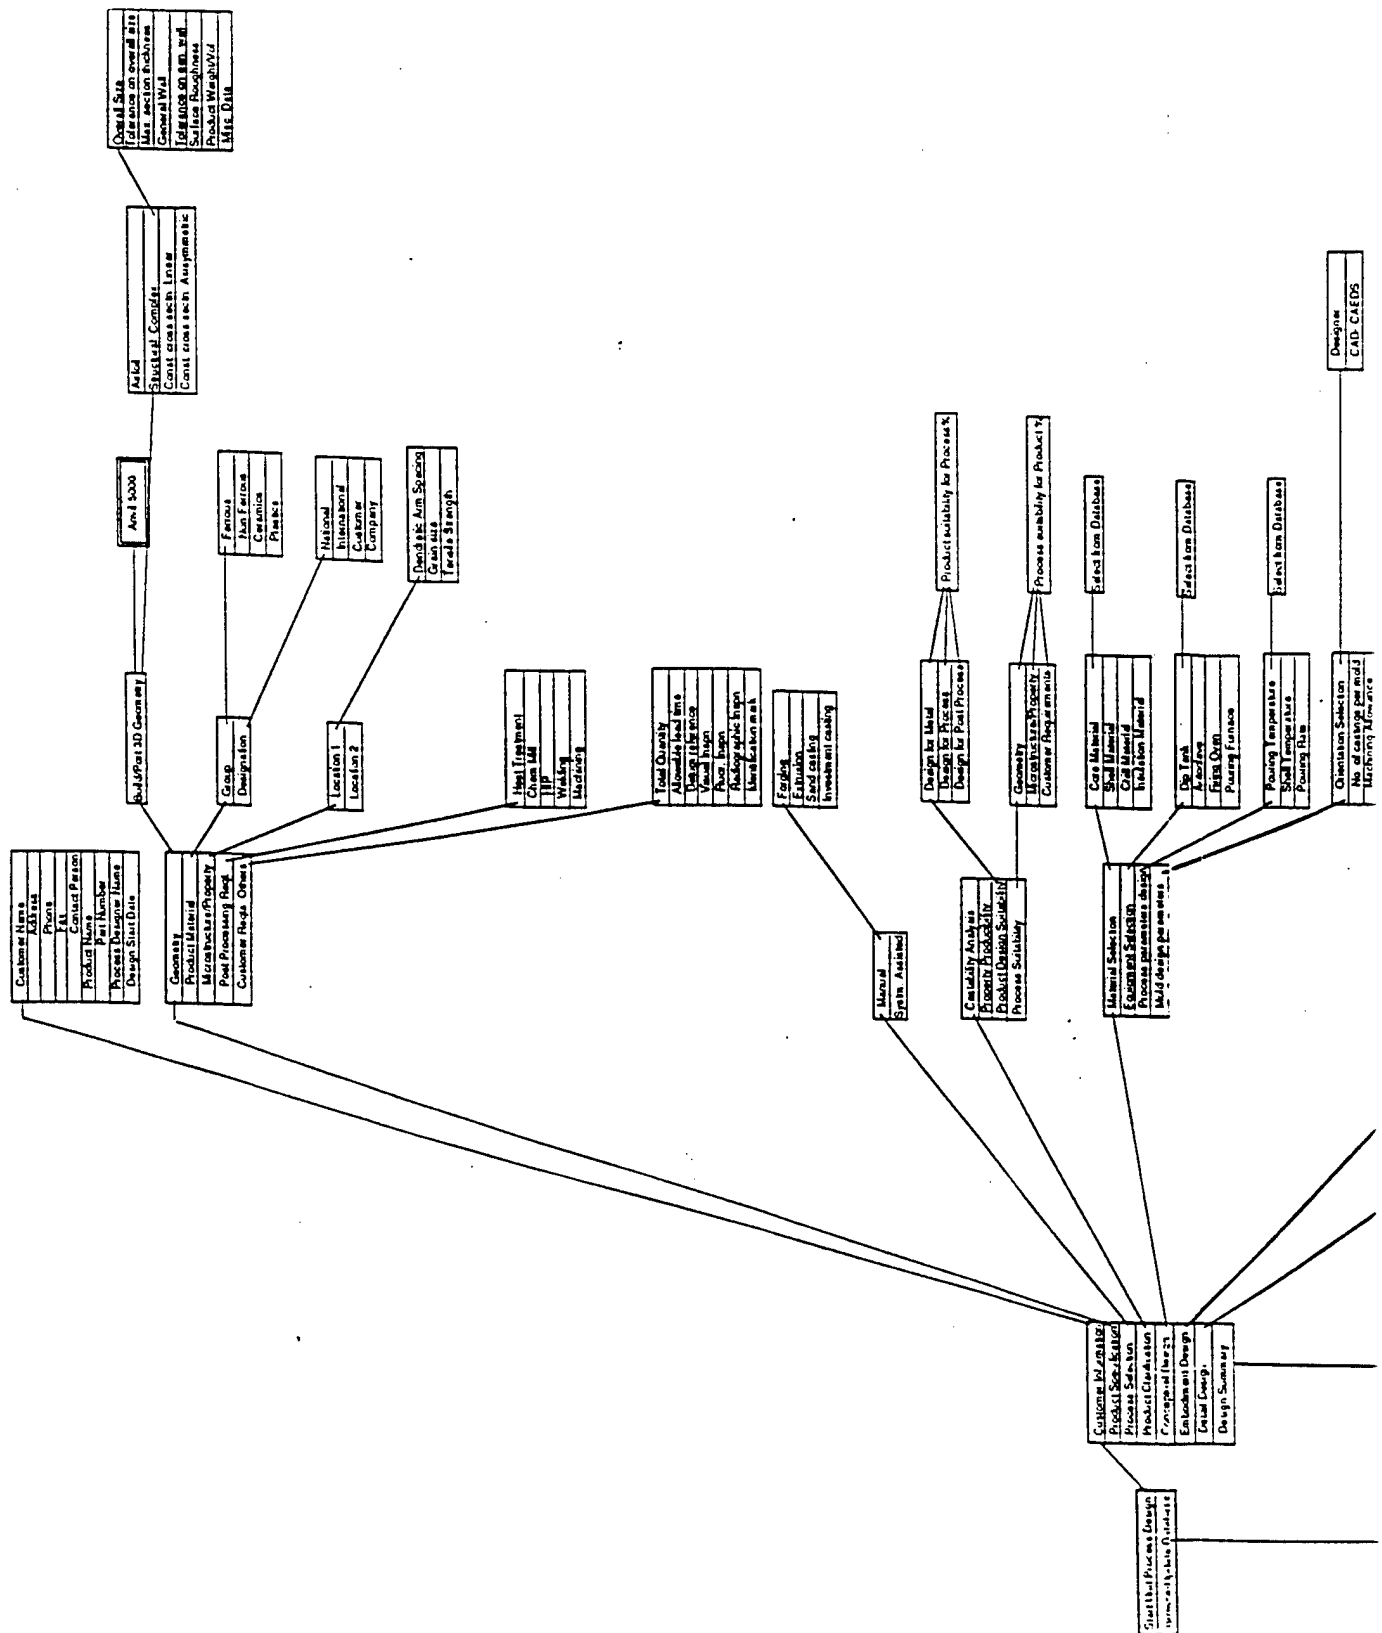 Overall Size
Tolerance on overall size
Max. section thickness
General Wall
Tolerance on gen. wall
Surface Roughness
Product Weight/Vol
Misc. Data
Axial
Structural Complex
Const. cross sectn. Linear
Const. cross sectn. Axisymmetric
Anvil 5000
Build/Part 3D Geometry
Ferrous
Non Ferrous
Ceramics
Plastics
National
International
Customer
Company
Dendritic Arm Spacing
Grain size
Tensile Strength
Group
Designation
Location 1
Location 2
Customer Name
Address
Phone
FAX
Contact Person
Product Name
Part Number
Process Designer Name
Design Start Date
Geometry
Product Material
Microstructure/Property
Post Processing Reqt.
Customer Reqts. Others
Heat Treatment
Chem Mill
HIP
Welding
Machining
Total Quantity
Allowable lead time
Design reference
Visual Inspn
Fluor. Inspn
Radiographic Inspn
Identification mark
Forging
Extrusion
Sand casting
Investment casting
Manual
System Assisted
Design for Metal
Design for Process
Design for Post Process
Product suitability for Process %
Geometry
Microstructure/Property
Customer Requirements
Process suitability for Product %
Castability Analysis
Property Producibility
Product Design Suitability
Process Suitability
Core Material
Shell Material
Chill Material
Insulation Material
Select from Database
Dip Tank
Autoclave
Firing Oven
Pouring Furnace
Select from Database
Pouring Temperature
Shell Temperature
Pouring Rate
Select from Database
Orientation Selection
No of castings per mold
Machining Allowance
Designer
CAD- CAEDS
Material Selection
Equipment Selection
Process parameters design
Mold design parameters
Customer Information
Product Specification
Process Selection
Product Clarification
Conceptual Design
Embodiment Design
Detail Design
Design Summary
Start that Process Design
Update Database